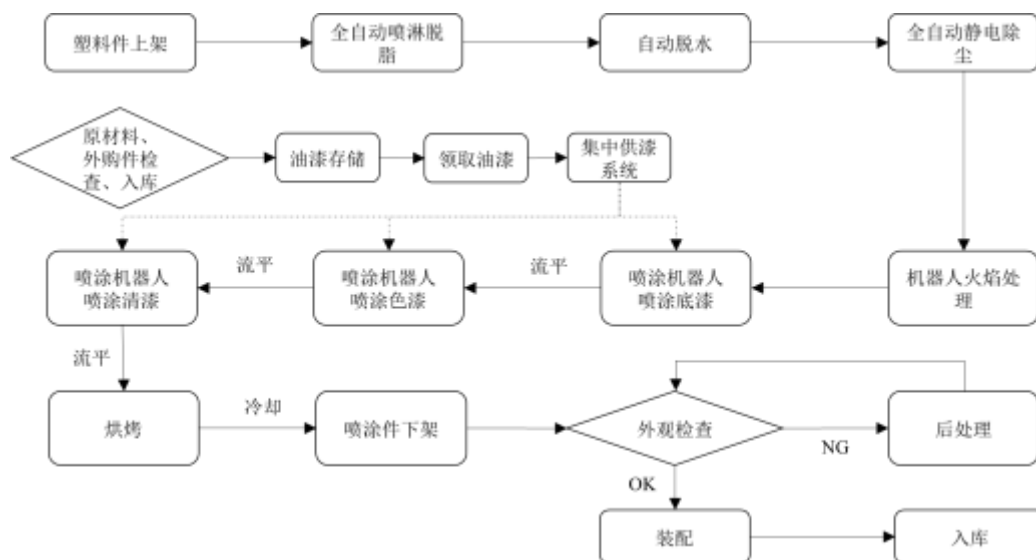 塑料件上架
全自动喷淋脱
脂
自动脱水
全自动静电除
尘
原材料、
外购件检
查、入库
油漆存储
领取油漆
集中供漆
系统
喷涂机器人
喷涂清漆
流平
喷涂机器人
喷涂色漆
流平
喷涂机器人
喷涂底漆
机器人火焰处
理
流平
烘烤
冷却
喷涂件下架
外观检查
NG
后处理
OK
装配
入库